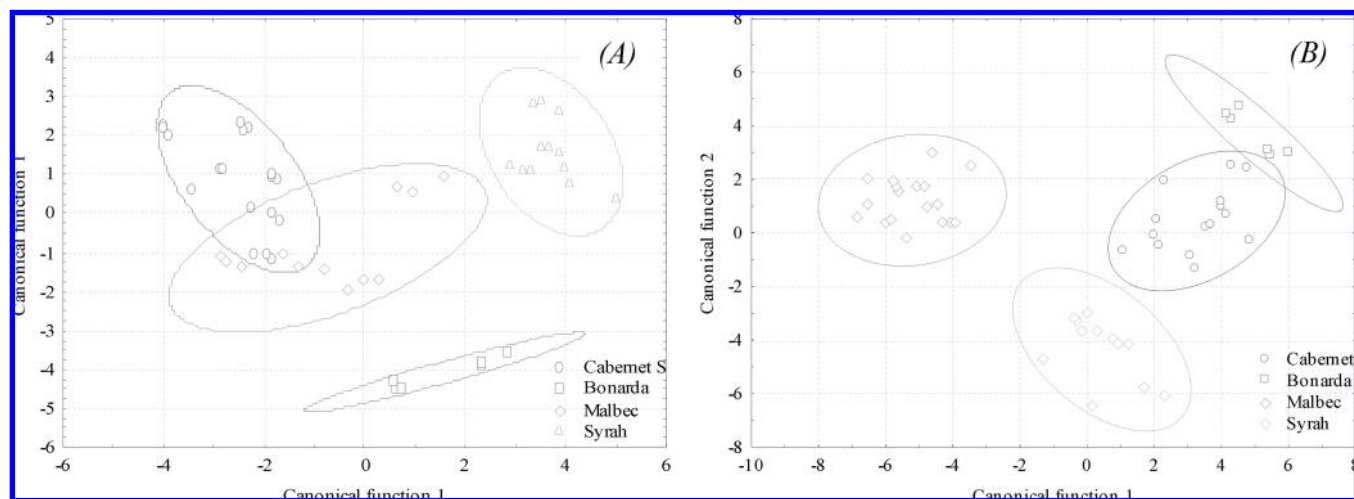 (A)
Canonical function 1
5
4
3
2
1
0
-1
-2
-3
-4
-5
-6
-6
-4
-2
0
2
4
6
Canonical function 1
Cabernet S
Bonarda
Malbec
Syrah
(B)
Canonical function 2
8
6
4
2
0
-2
-4
-6
-8
-10
-8
-6
-4
-2
0
2
4
6
8
Canonical function 1
Cabernet
Bonarda
Malbec
Syrah